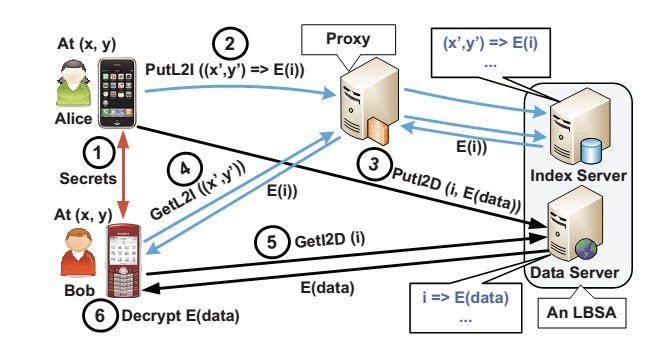 At (x, y)
2
Proxy
(x',y') => E(i)
...
PutL2I ((x',y') => E(i))
Alice
1
Secrets
4
GetL2I ((x',y'))
E(i))
3
PutI2D (i, E(data))
E(i))
Index Server
At (x, y)
5
GetI2D (i)
Data Server
Bob
E(data)
i => E(data)
...
An LBSA
6
Decrypt E(data)